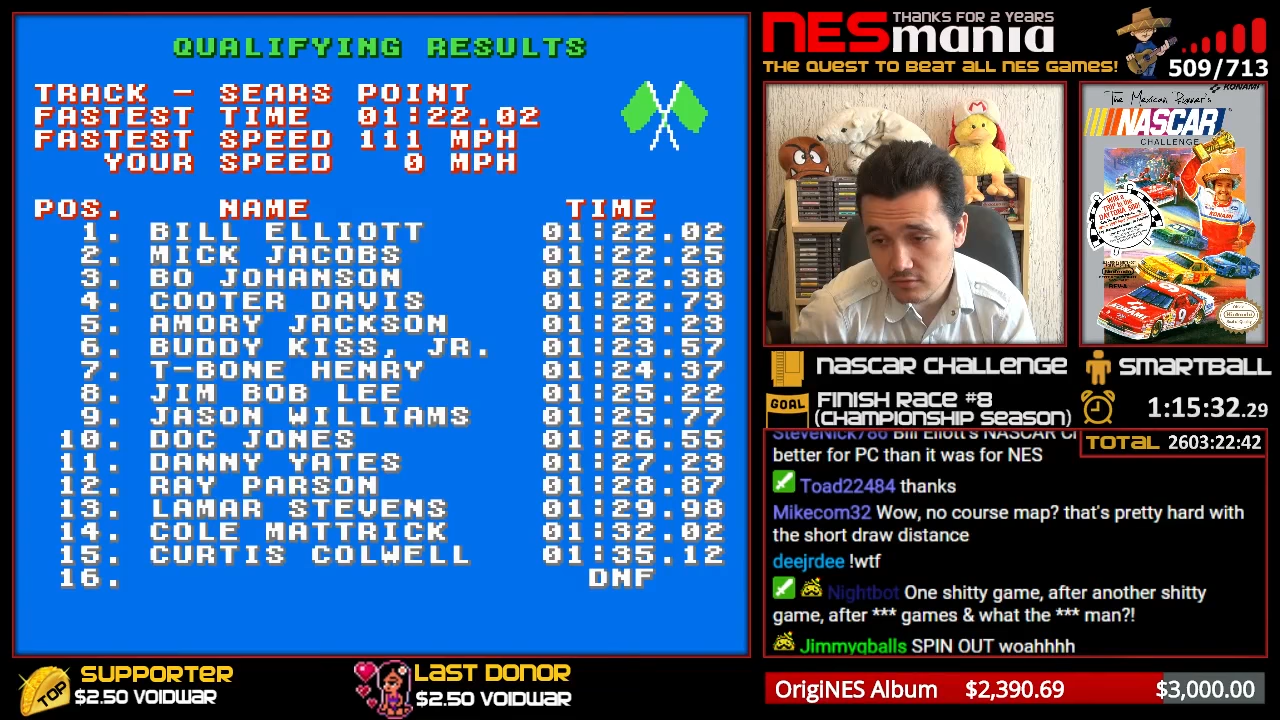 QUALIFYING RESULTS
TRACK - SEARS POINT
FASTEST TIME 01:22.02
FASTEST SPEED 111 MPH
YOUR SPEED 0 MPH
POS. NAME TIME
1. BILL ELLIOTT 01:22.02
2. MICK JACOBS 01:22.25
3. BO JOHANSON 01:22.38
4. COOTER DAVIS 01:22.73
5. AMORY JACKSON 01:23.23
6. BUDDY KISS, JR. 01:23.57
7. T-BONE HENRY 01:24.37
8. JIM BOB LEE 01:25.22
9. JASON WILLIAMS 01:25.77
10. DOC JONES 01:26.55
11. DANNY YATES 01:27.23
12. RAY PARSON 01:28.87
13. LAMAR STEVENS 01:29.98
14. COLE MATTRICK 01:32.02
15. CURTIS COLWELL 01:35.12
16. DNF
THANKS FOR 2 YEARS
NESmania
THE QUEST TO BEAT ALL NES GAMES!
509/713
KONAMI
The Mexican Runner's
NASCAR
CHALLENGE
NASCAR CHALLENGE
SMARTBALL
GOAL
FINISH RACE #8
(CHAMPIONSHIP SEASON)
1:15:32.29
TOTAL 2603:22:42
SteveNick786 Bill Elliott's NASCAR
better for PC than it was for NES
Toad22484 thanks
Mikecom32 Wow, no course map? that's pretty hard with
the short draw distance
deejrdee !wtf
Nightbot One shitty game, after another shitty
game, after *** games & what the *** man?!
Jimmyqballs SPIN OUT woahhhh
TOP
SUPPORTER
$2.50 VOIDWAR
LAST DONOR
$2.50 VOIDWAR
OrigiNES Album $2,390.69 $3,000.00